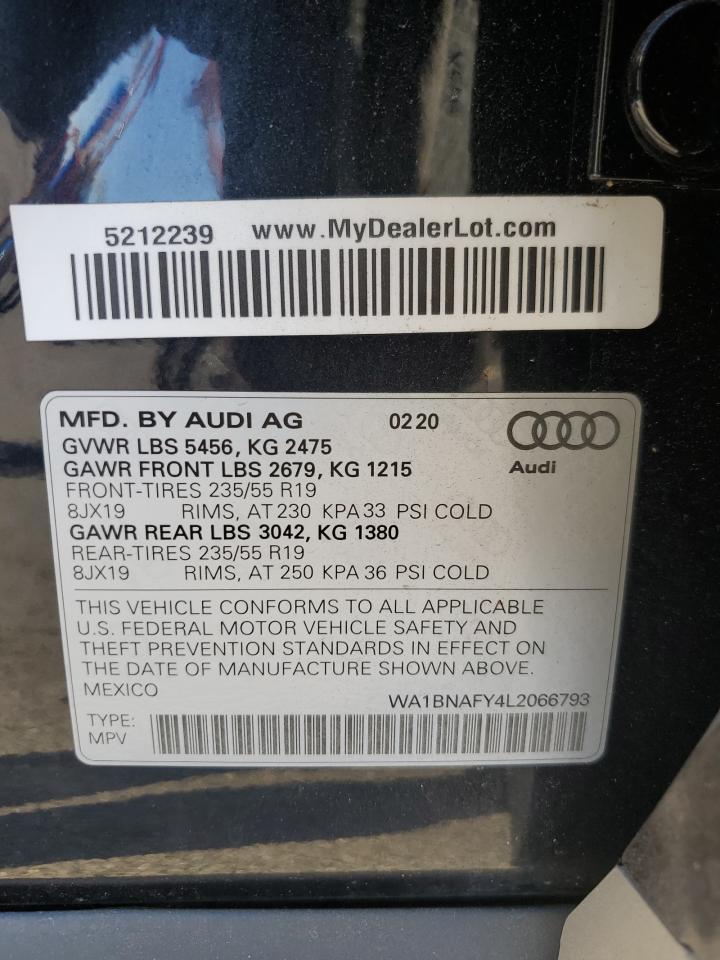 5212239 www.MyDealerLot.com
MFD. BY AUDI AG 02 20
GVWR LBS 5456, KG 2475
GAWR FRONT LBS 2679, KG 1215
Audi
FRONT-TIRES 235/55 R19
8JX19 RIMS, AT 230 KPA 33 PSI COLD
GAWR REAR LBS 3042, KG 1380
REAR-TIRES 235/55 R19
8JX19 RIMS, AT 250 KPA 36 PSI COLD
THIS VEHICLE CONFORMS TO ALL APPLICABLE
U.S. FEDERAL MOTOR VEHICLE SAFETY AND
THEFT PREVENTION STANDARDS IN EFFECT ON
THE DATE OF MANUFACTURE SHOWN ABOVE.
MEXICO
WA1BNAFY4L2066793
TYPE:
MPV